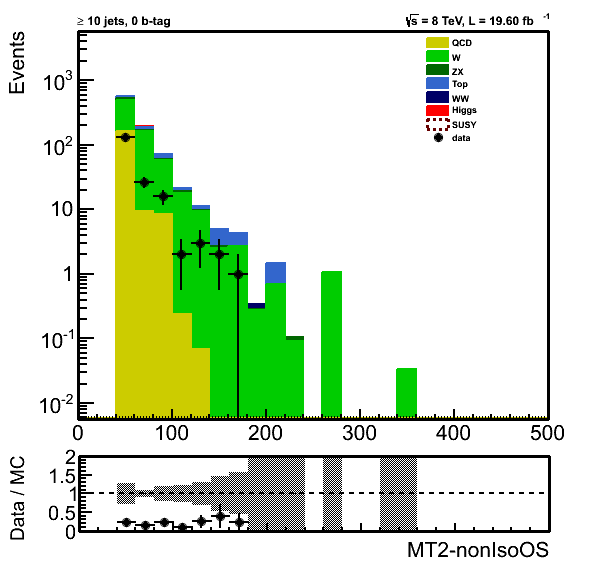 ≥ 10 jets, 0 b-tag
√s = 8 TeV, L = 19.60 fb⁻¹
Events
10³
10²
10
1
10⁻¹
10⁻²
QCD
W
ZX
Top
WW
Higgs
SUSY
data
0 100 200 300 400 500
Data / MC
2
1.5
1
0.5
0
MT2-nonIsoOS